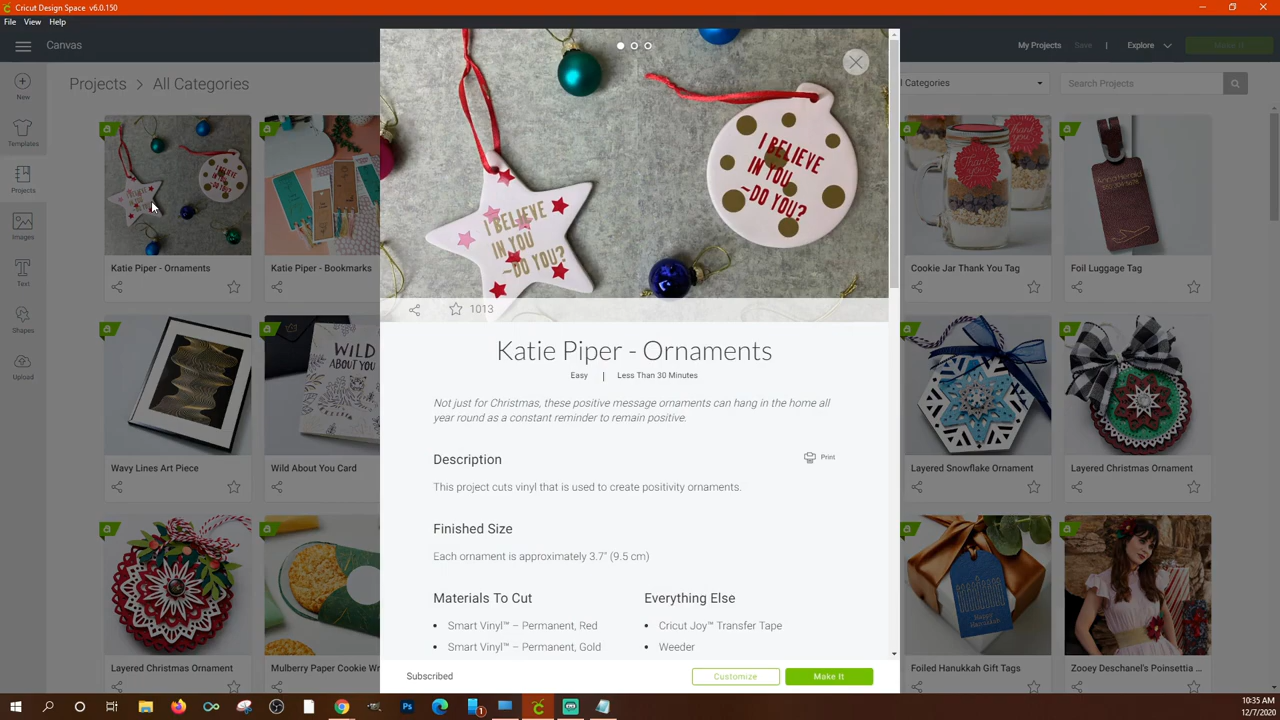 Cricut Design Space v6.0.150
File View Help
Canvas
My Projects Save | Explore Make It
Projects > All Categories
All Categories
Search Projects
New
Templates
Projects
Images
Text
Shapes
Upload
I BELIEVE
IN YOU
~DO YOU?
I BELIEVE
IN YOU
~DO YOU?
1013
Katie Piper - Ornaments
Easy | Less Than 30 Minutes
Not just for Christmas, these positive message ornaments can hang in the home all
year round as a constant reminder to remain positive.
Description
Print
This project cuts vinyl that is used to create positivity ornaments.
Finished Size
Each ornament is approximately 3.7" (9.5 cm)
Materials To Cut
Smart Vinyl™ – Permanent, Red
Smart Vinyl™ – Permanent, Gold
Everything Else
Cricut Joy™ Transfer Tape
Weeder
Subscribed
Customize
Make It
Katie Piper - Ornaments
Katie Piper - Bookmarks
thank you
Cookie Jar Thank You Tag
Foil Luggage Tag
WILD
ABOUT YOU
Wavy Lines Art Piece
Wild About You Card
Layered Snowflake Ornament
Layered Christmas Ornament
HAPPY
HANUKKAH
Layered Christmas Ornament
Mulberry Paper Cookie Wr
Foiled Hanukkah Gift Tags
Zooey Deschanel's Poinsettia ...
10:35 AM
12/7/2020